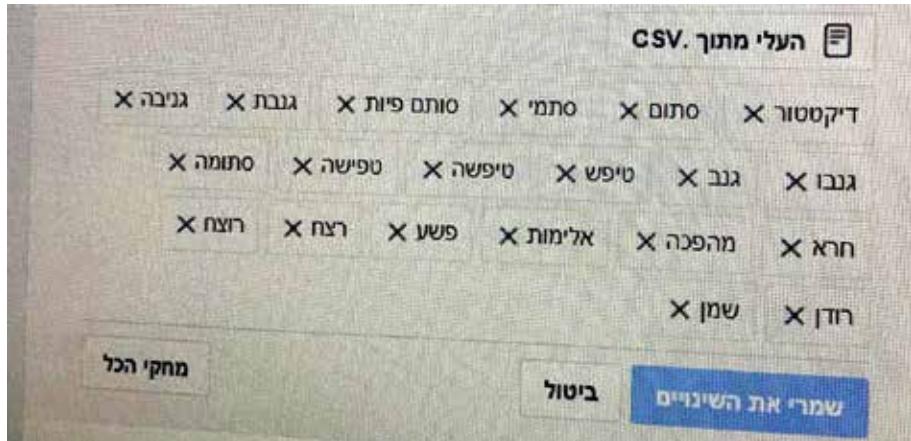 העלי מתוך CSV.
דיקטטור ✕ סתום ✕ סתמי ✕ סותם פיות ✕ גנבת ✕ גניבה ✕
גנבו ✕ גנב ✕ טיפש ✕ טיפשה ✕ טפישה ✕ סתומה ✕
חרא ✕ מהפכה ✕ אלימות ✕ פשע ✕ רצח ✕ רוצח ✕
רודן ✕ שמן ✕
שמרי את השינויים ביטול מחקי הכל